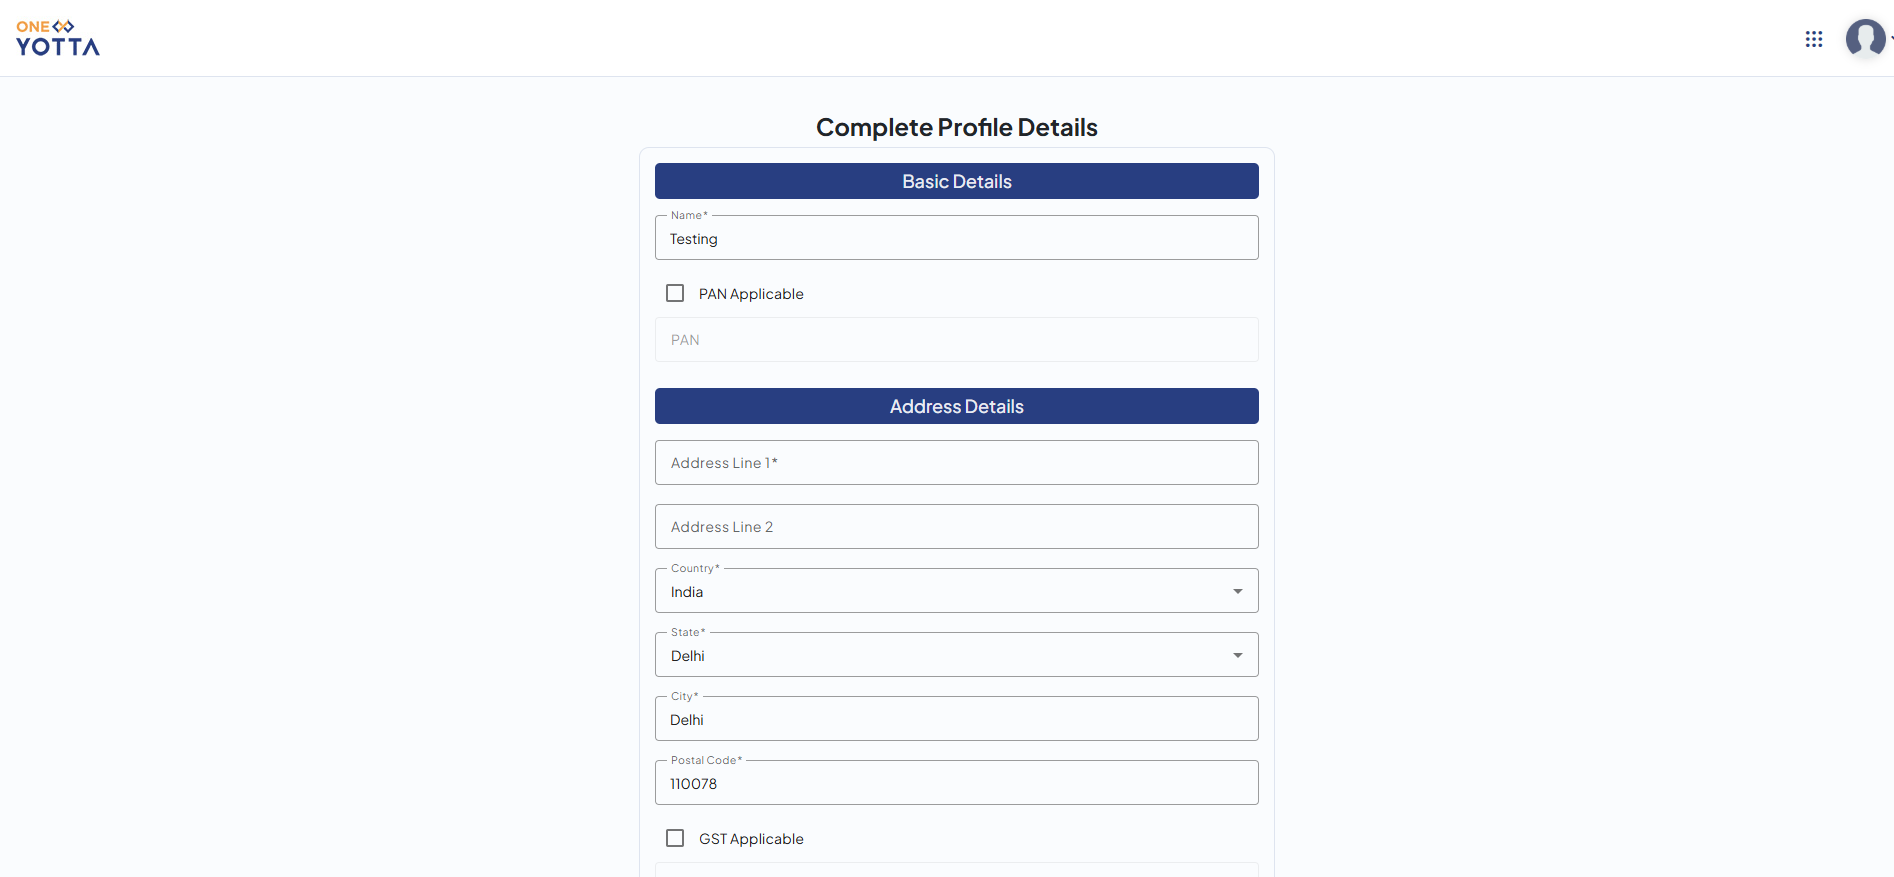 ONE
YOTTA
Complete Profile Details
Basic Details
Name*
Testing
PAN Applicable
PAN
Address Details
Address Line 1*
Address Line 2
Country*
India
State*
Delhi
City*
Delhi
Postal Code*
110078
GST Applicable